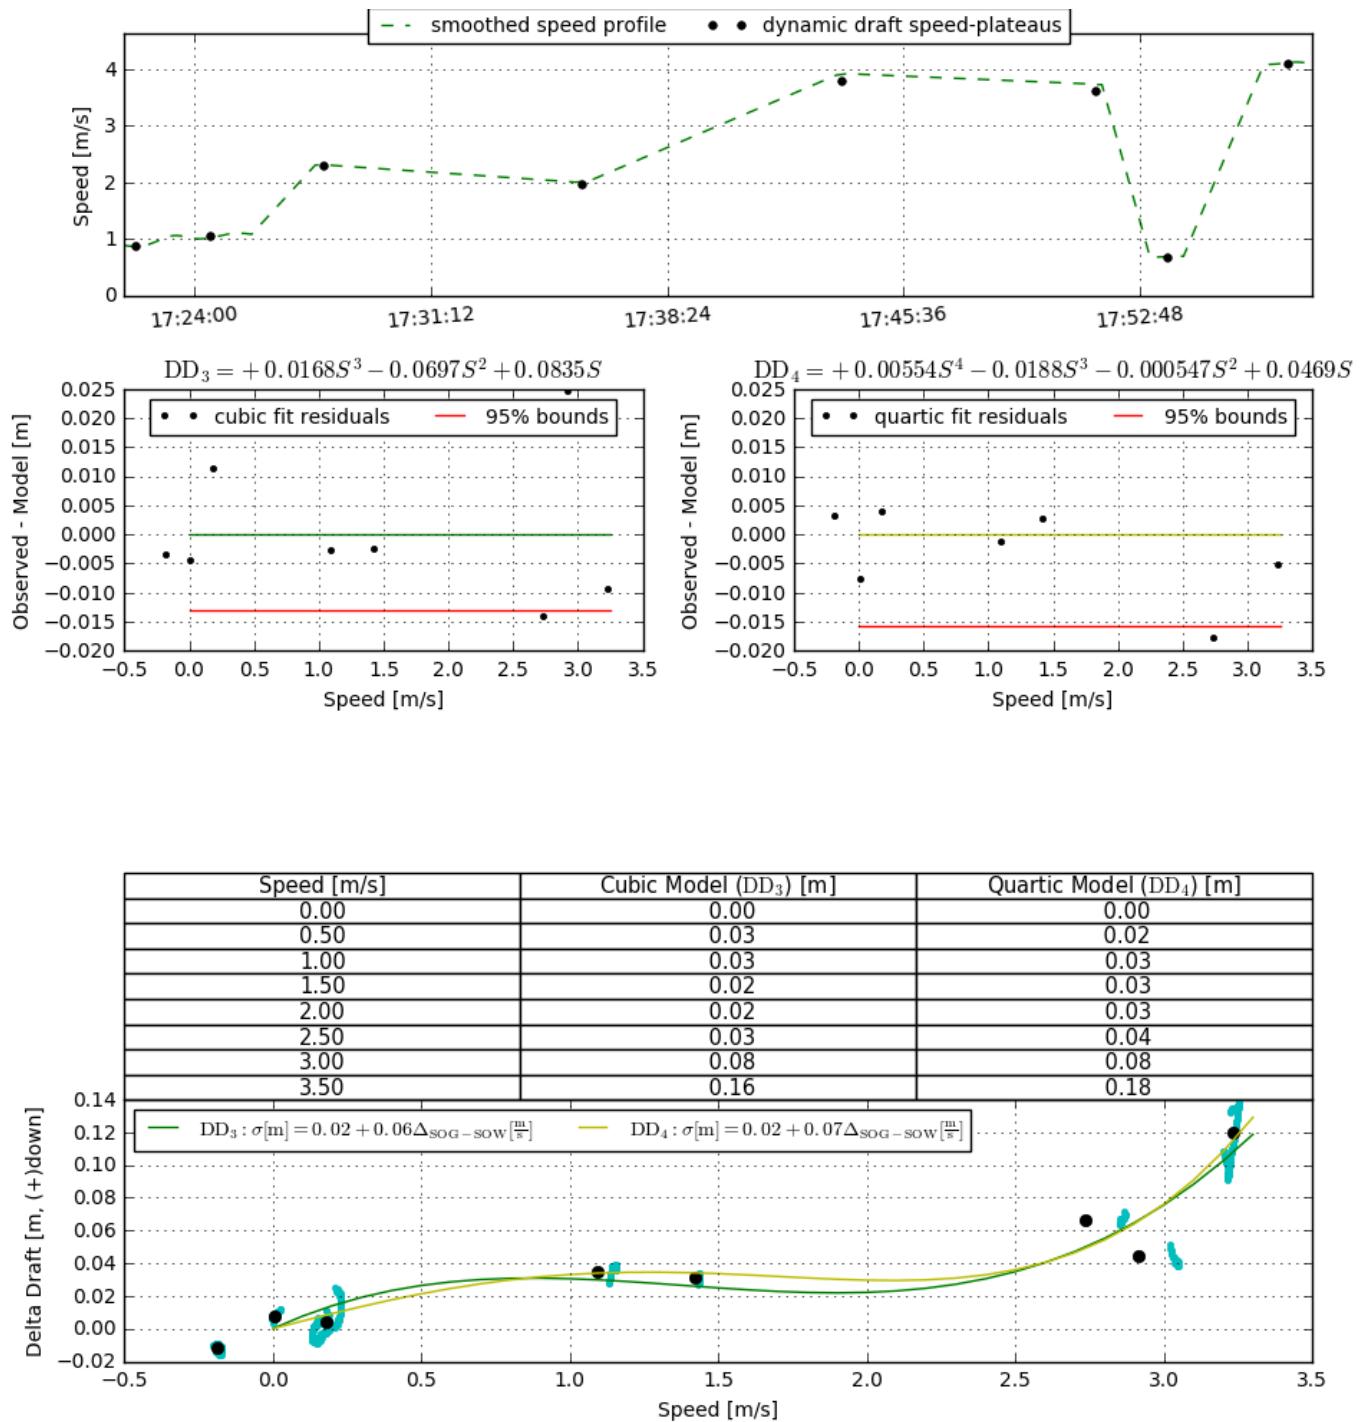 smoothed speed profile dynamic draft speed-plateaus
Speed [m/s]
4
3
2
1
0
17:24:00 17:31:12 17:38:24 17:45:36 17:52:48
DD₃ = +0.0168S³ − 0.0697S² + 0.0835S
cubic fit residuals 95% bounds
Observed - Model [m]
0.025
0.020
0.015
0.010
0.005
0.000
−0.005
−0.010
−0.015
−0.020
−0.5 0.0 0.5 1.0 1.5 2.0 2.5 3.0 3.5
Speed [m/s]
DD₄ = +0.00554S⁴ − 0.0188S³ − 0.000547S² + 0.0469S
quartic fit residuals 95% bounds
Observed - Model [m]
0.025
0.020
0.015
0.010
0.005
0.000
−0.005
−0.010
−0.015
−0.020
−0.5 0.0 0.5 1.0 1.5 2.0 2.5 3.0 3.5
Speed [m/s]
Speed [m/s] Cubic Model (DD₃) [m] Quartic Model (DD₄) [m]
0.00 0.00 0.00
0.50 0.03 0.02
1.00 0.03 0.03
1.50 0.02 0.03
2.00 0.02 0.03
2.50 0.03 0.04
3.00 0.08 0.08
3.50 0.16 0.18
DD₃ : σ[m] = 0.02 + 0.06Δ_SOG−SOW[m/s] DD₄ : σ[m] = 0.02 + 0.07Δ_SOG−SOW[m/s]
Delta Draft [m, (+)down]
0.14
0.12
0.10
0.08
0.06
0.04
0.02
0.00
−0.02
−0.5 0.0 0.5 1.0 1.5 2.0 2.5 3.0 3.5
Speed [m/s]